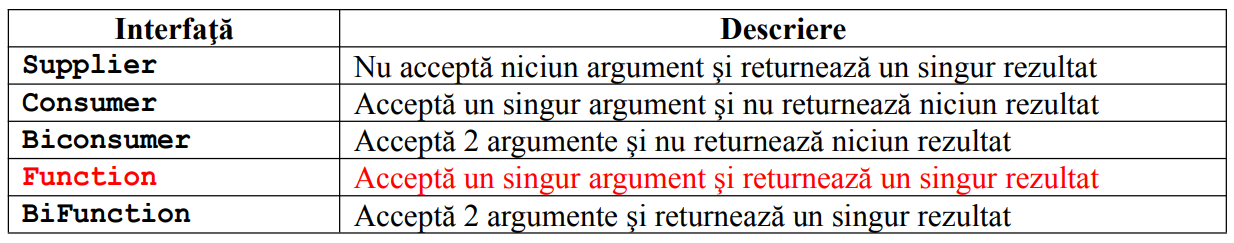 Interfaţă Descriere
Supplier Nu acceptă niciun argument şi returnează un singur rezultat
Consumer Acceptă un singur argument şi nu returnează niciun rezultat
Biconsumer Acceptă 2 argumente şi nu returnează niciun rezultat
Function Acceptă un singur argument şi returnează un singur rezultat
BiFunction Acceptă 2 argumente şi returnează un singur rezultat